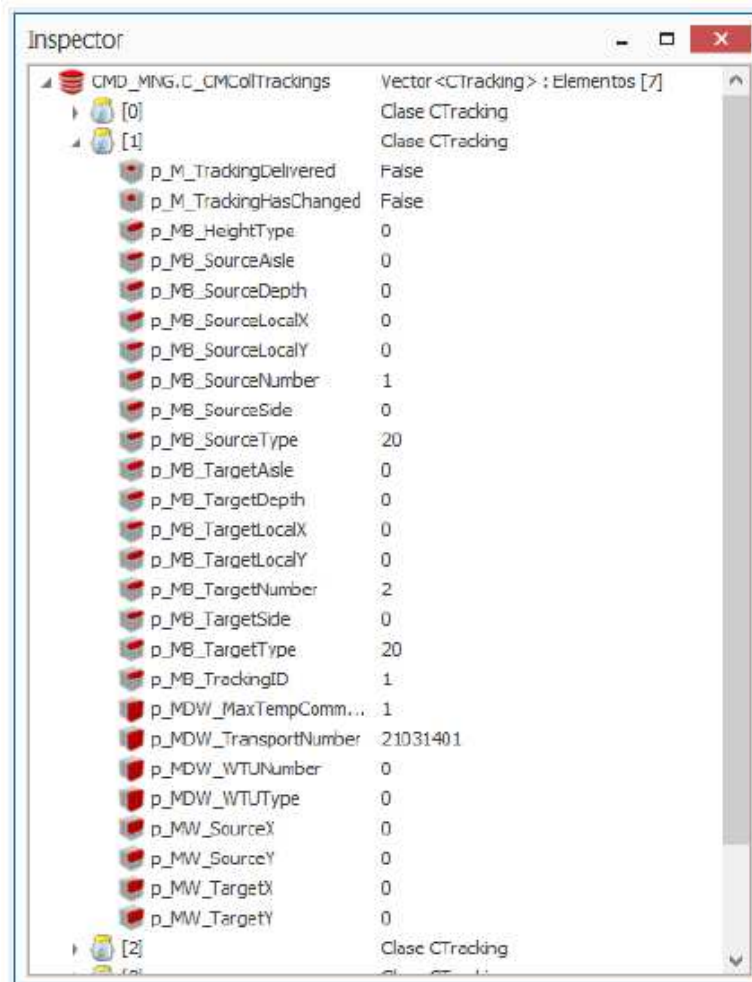 Inspector
CMD_MNG.C_CMCollTrackings Vector<CTracking> : Elementos [7]
[0] Clase CTracking
[1] Clase CTracking
p_M_TrackingDelivered False
p_M_TrackingHasChanged False
p_MB_HeightType 0
p_MB_SourceAisle 0
p_MB_SourceDepth 0
p_MB_SourceLocalX 0
p_MB_SourceLocalY 0
p_MB_SourceNumber 1
p_MB_SourceSide 0
p_MB_SourceType 20
p_MB_TargetAisle 0
p_MB_TargetDepth 0
p_MB_TargetLocalX 0
p_MB_TargetLocalY 0
p_MB_TargetNumber 2
p_MB_TargetSide 0
p_MB_TargetType 20
p_MB_TrackingID 1
p_MDW_MaxTempComm... 1
p_MDW_TransportNumber 21031401
p_MDW_WTUNumber 0
p_MDW_WTUType 0
p_MW_SourceX 0
p_MW_SourceY 0
p_MW_TargetX 0
p_MW_TargetY 0
[2] Clase CTracking